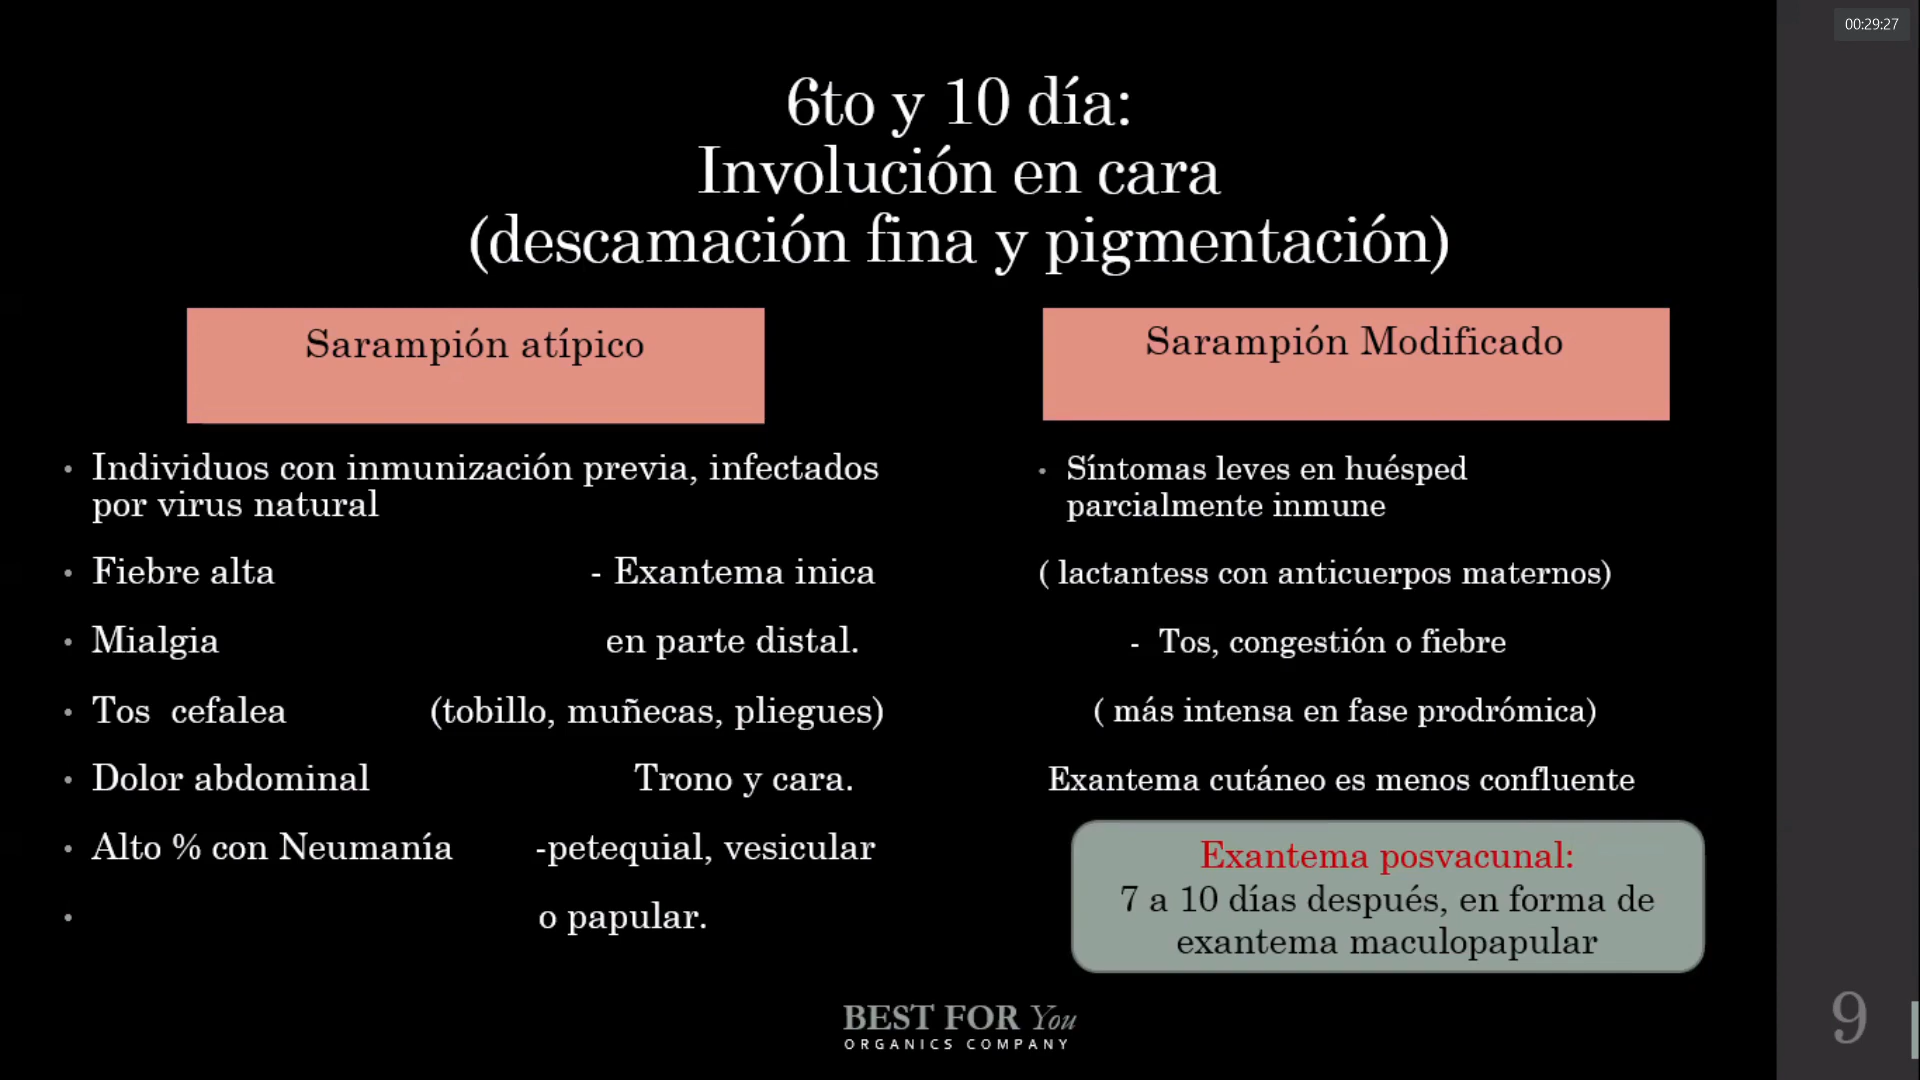 00:29:27
6to y 10 día:
Involución en cara
(descamación fina y pigmentación)
Sarampión atípico
• Individuos con inmunización previa, infectados
por virus natural
• Fiebre alta - Exantema inica
• Mialgia en parte distal.
• Tos cefalea (tobillo, muñecas, pliegues)
• Dolor abdominal Trono y cara.
• Alto % con Neumanía -petequial, vesicular
• o papular.
Sarampión Modificado
• Síntomas leves en huésped
parcialmente inmune
( lactantess con anticuerpos maternos)
- Tos, congestión o fiebre
( más intensa en fase prodrómica)
Exantema cutáneo es menos confluente
Exantema posvacunal:
7 a 10 días después, en forma de
exantema maculopapular
BEST FOR You
ORGANICS COMPANY
9